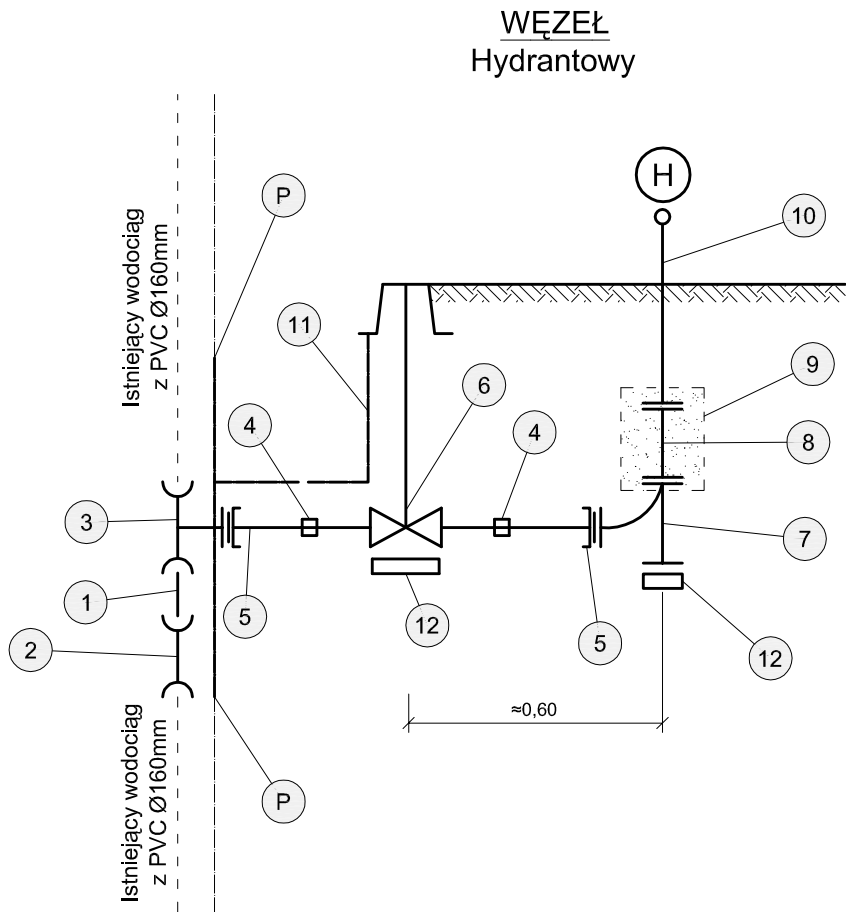 WĘZEŁ
Hydrantowy
Istniejący wodociąg
z PVC Ø160mm
P
H
10
11
9
6
4
4
8
3
7
1
5
12
5
2
12
≈0,60
Istniejący wodociąg
z PVC Ø160mm
P